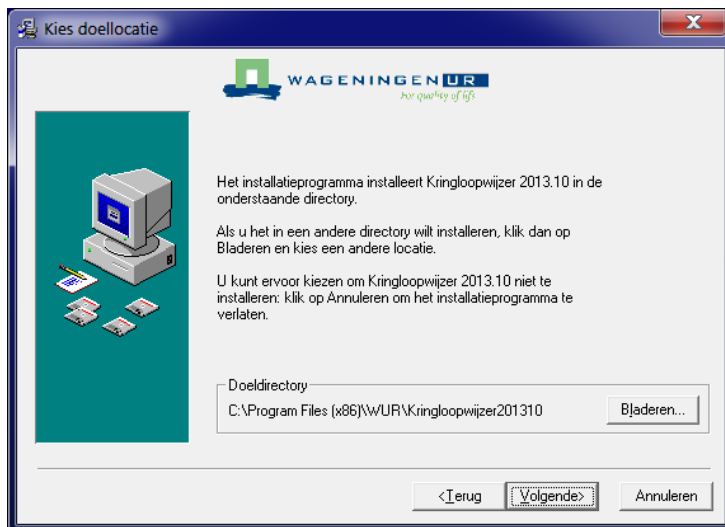 Kies doellocatie
WAGENINGEN UR
For quality of life
Het installatieprogramma installeert Kringloopwijzer 2013.10 in de
onderstaande directory.
Als u het in een andere directory wilt installeren, klik dan op
Bladeren en kies een andere locatie.
U kunt ervoor kiezen om Kringloopwijzer 2013.10 niet te
installeren: klik op Annuleren om het installatieprogramma te
verlaten.
Doeldirectory
C:\Program Files (x86)\WUR\Kringloopwijzer201310
Bladeren...
<Terug
Volgende>
Annuleren